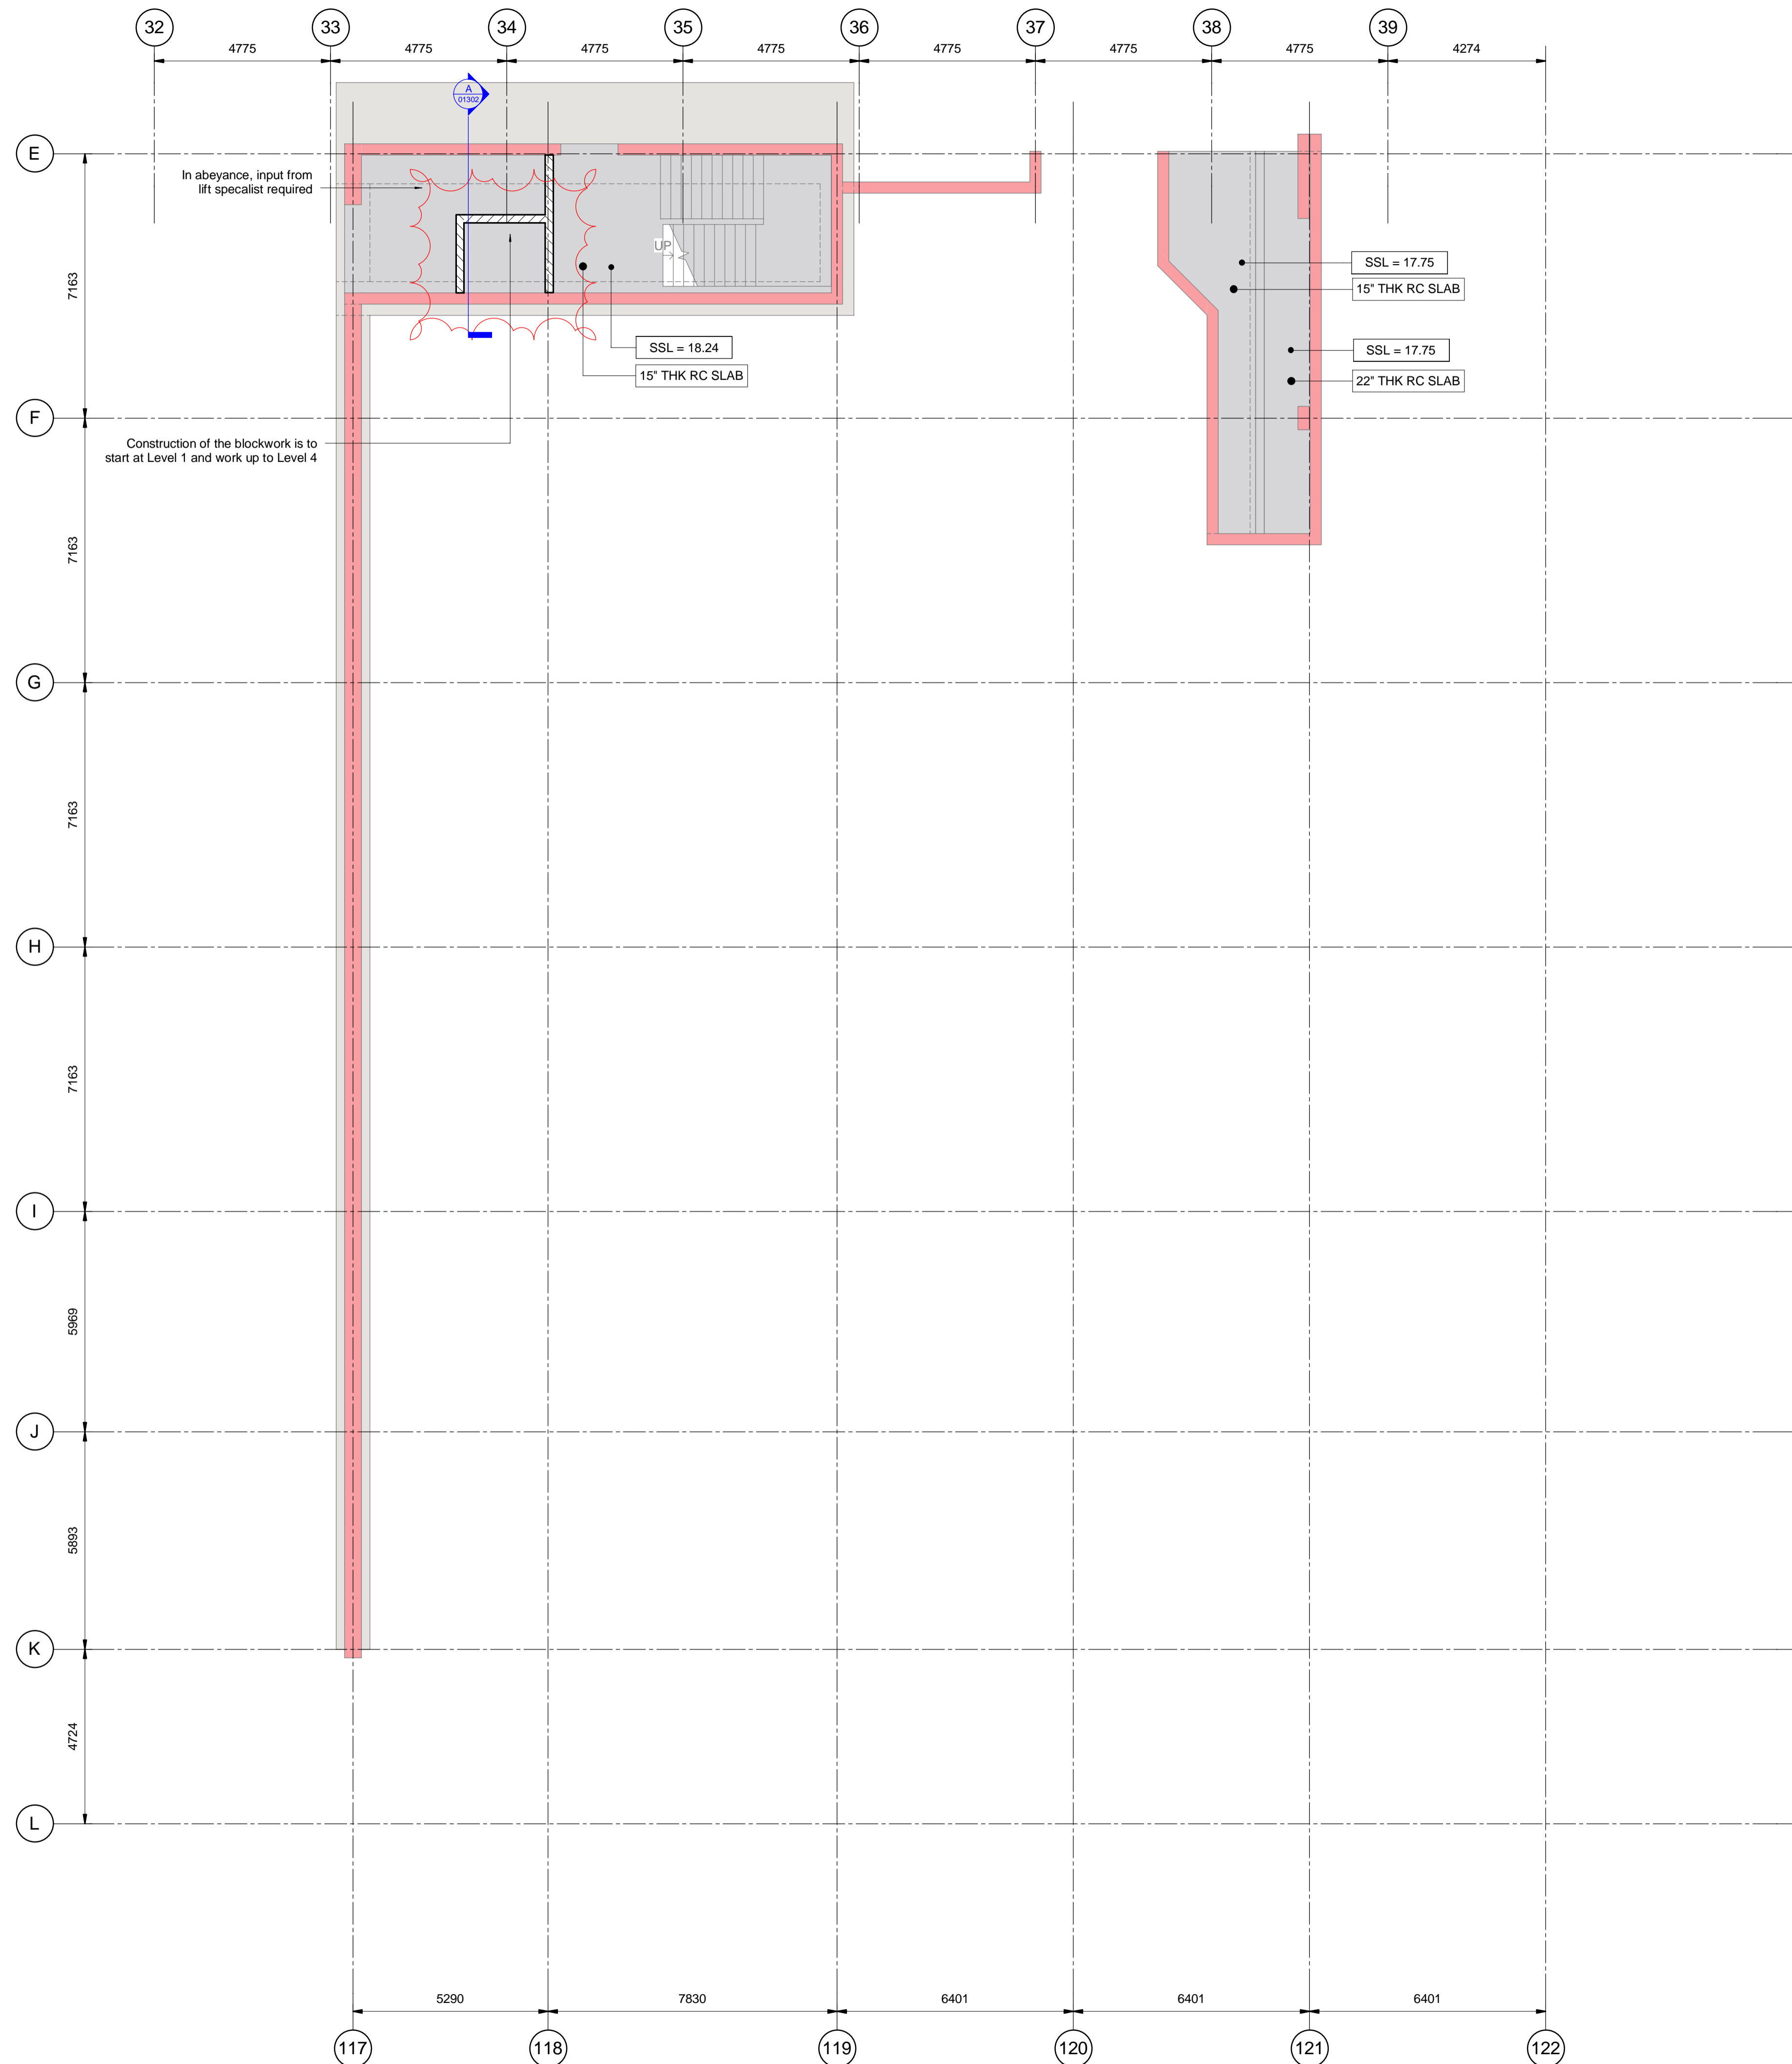 32
33
34
35
36
37
38
39
4775
4775
4775
4775
4775
4775
4775
4274
A
01302
E
In abeyance, input from
lift specalist required
UP
SSL = 17.75
15" THK RC SLAB
7163
SSL = 18.24
15" THK RC SLAB
SSL = 17.75
22" THK RC SLAB
F
Construction of the blockwork is to
start at Level 1 and work up to Level 4
7163
G
7163
H
7163
I
5969
J
5893
K
4724
L
5290
7830
6401
6401
6401
117
118
119
120
121
122